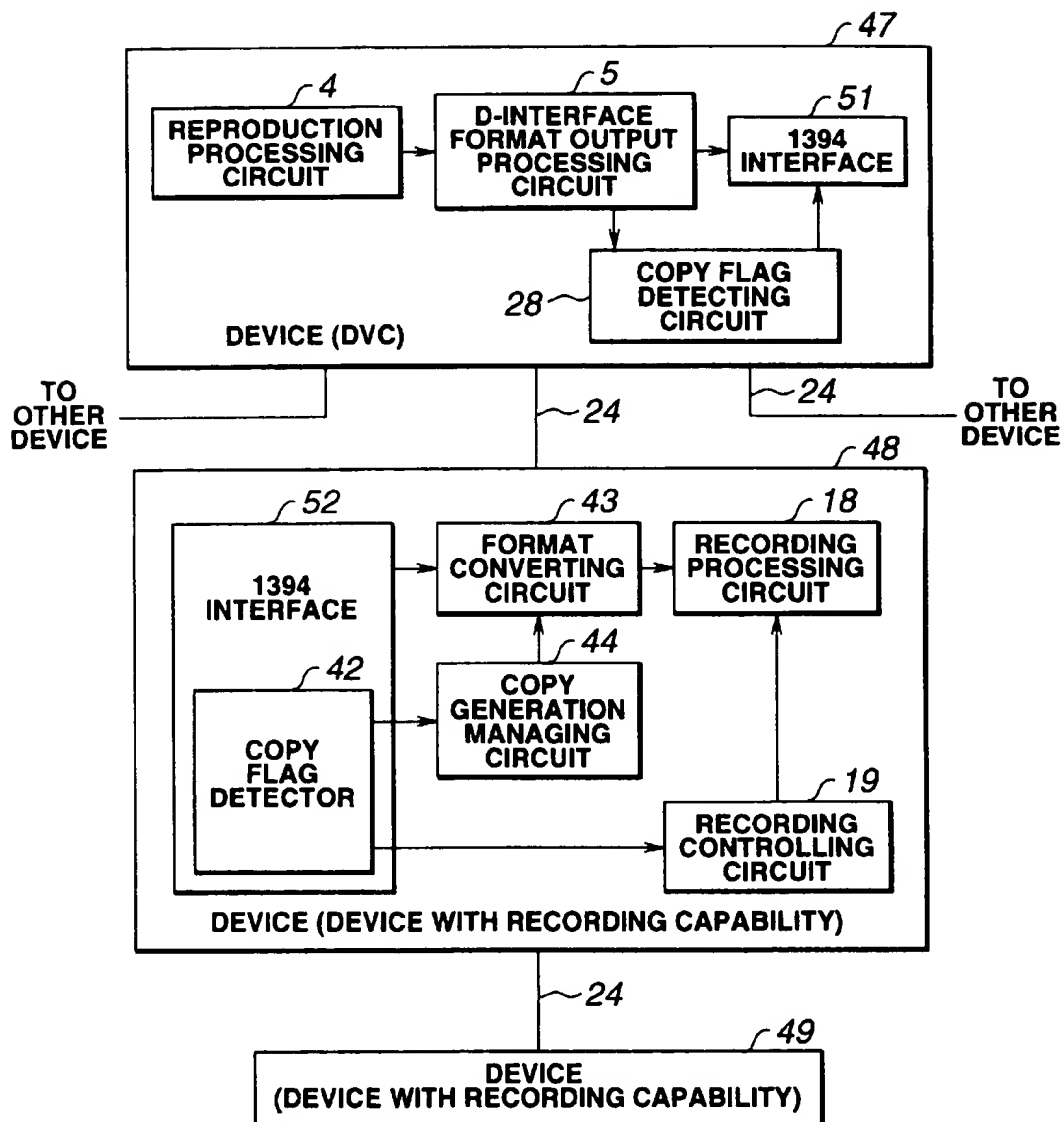 47
4
REPRODUCTION
PROCESSING
CIRCUIT
5
D-INTERFACE
FORMAT OUTPUT
PROCESSING
CIRCUIT
51
1394
INTERFACE
28
COPY FLAG
DETECTING
CIRCUIT
DEVICE (DVC)
TO
OTHER
DEVICE
24
24
TO
OTHER
DEVICE
48
52
1394
INTERFACE
43
FORMAT
CONVERTING
CIRCUIT
18
RECORDING
PROCESSING
CIRCUIT
42
COPY
FLAG
DETECTOR
44
COPY
GENERATION
MANAGING
CIRCUIT
19
RECORDING
CONTROLLING
CIRCUIT
DEVICE (DEVICE WITH RECORDING CAPABILITY)
24
49
DEVICE
(DEVICE WITH RECORDING CAPABILITY)